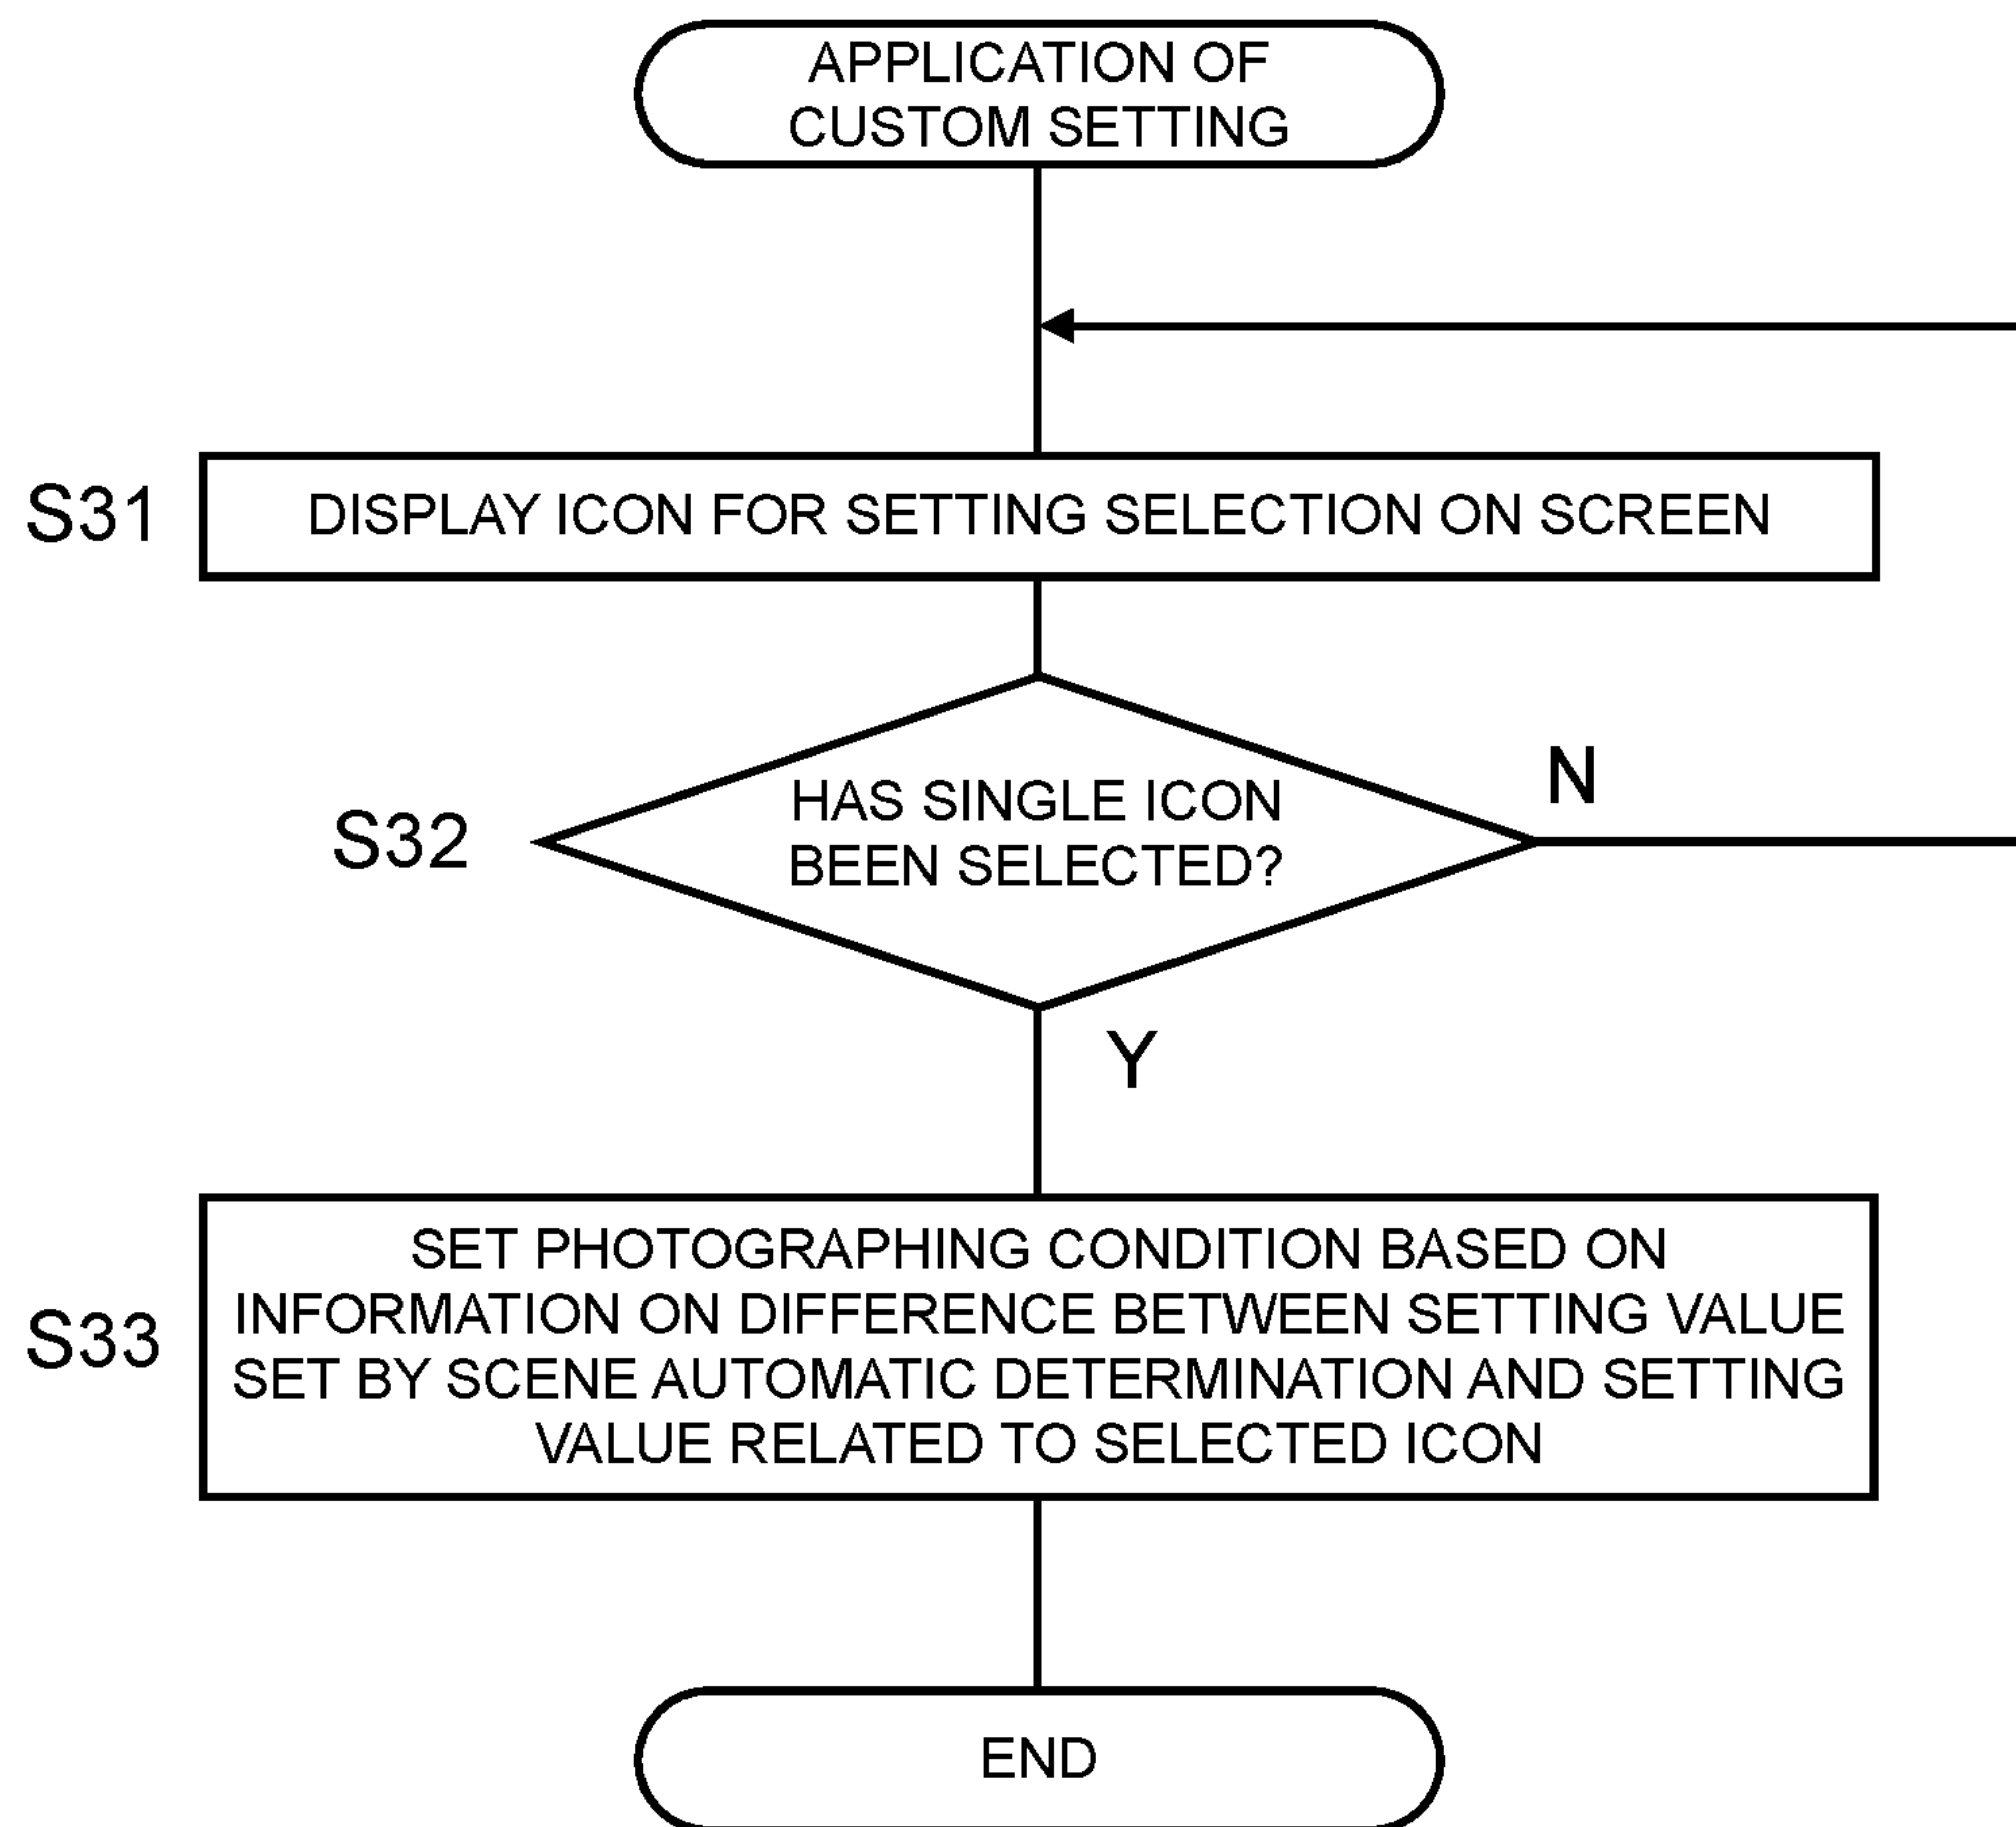 APPLICATION OF
CUSTOM SETTING
S31
DISPLAY ICON FOR SETTING SELECTION ON SCREEN
S32
HAS SINGLE ICON
BEEN SELECTED?
N
Y
S33
SET PHOTOGRAPHING CONDITION BASED ON
INFORMATION ON DIFFERENCE BETWEEN SETTING VALUE
SET BY SCENE AUTOMATIC DETERMINATION AND SETTING
VALUE RELATED TO SELECTED ICON
END